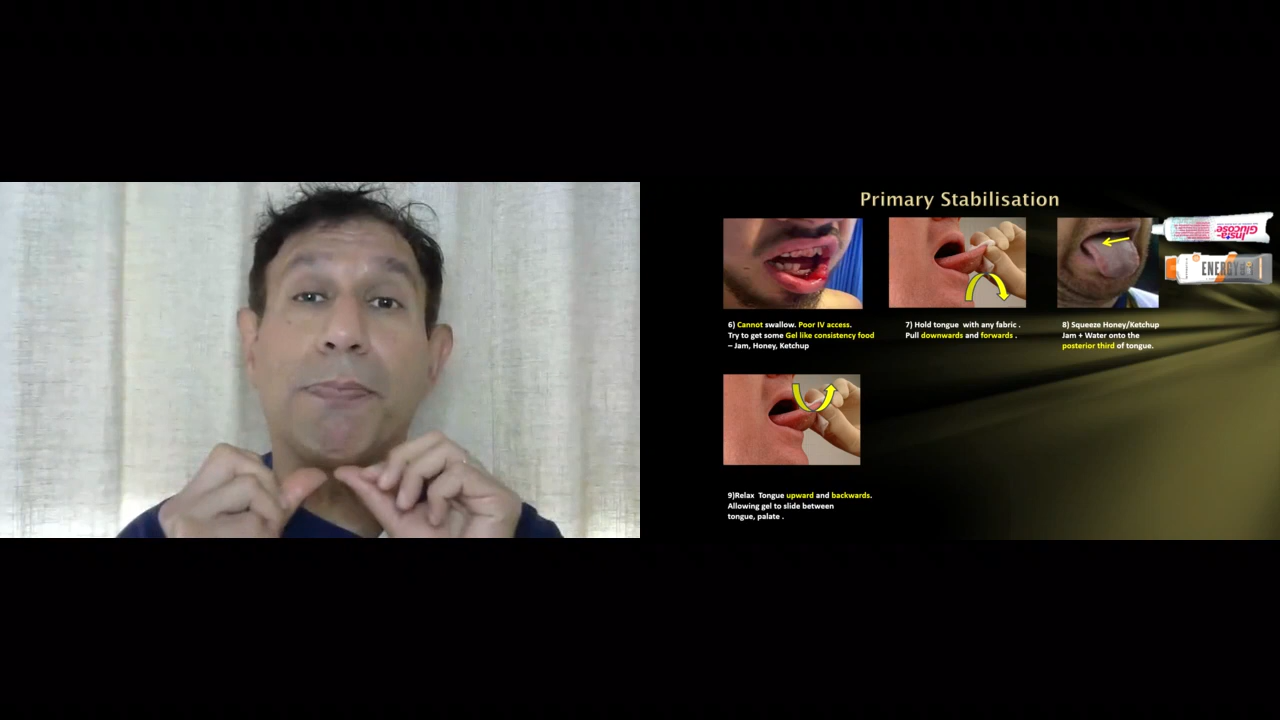 Primary Stabilisation
Insta-
Glucose
ENERGY
6) Cannot swallow. Poor IV access.
Try to get some Gel like consistency food
– Jam, Honey, Ketchup
7) Hold tongue with any fabric .
Pull downwards and forwards .
8) Squeeze Honey/Ketchup
Jam + Water onto the
posterior third of tongue.
9)Relax Tongue upward and backwards.
Allowing gel to slide between
tongue, palate .